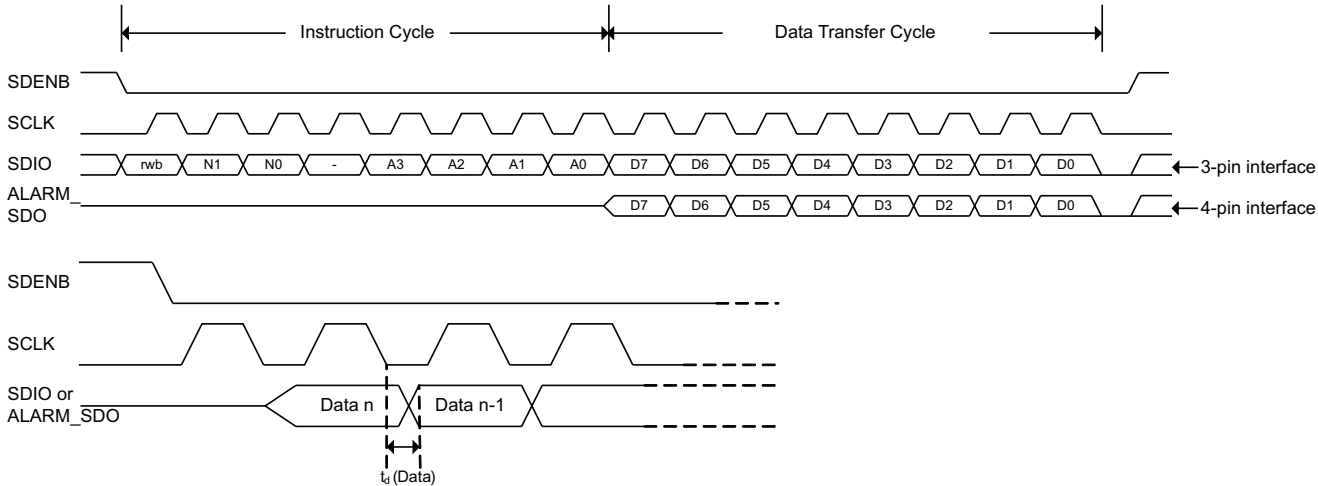 Instruction Cycle Data Transfer Cycle
SDENB
SCLK
SDIO rwb N1 N0 - A3 A2 A1 A0 D7 D6 D5 D4 D3 D2 D1 D0 3-pin interface
ALARM_
SDO D7 D6 D5 D4 D3 D2 D1 D0 4-pin interface
SDENB
SCLK
SDIO or
ALARM_SDO Data n Data n-1
td (Data)